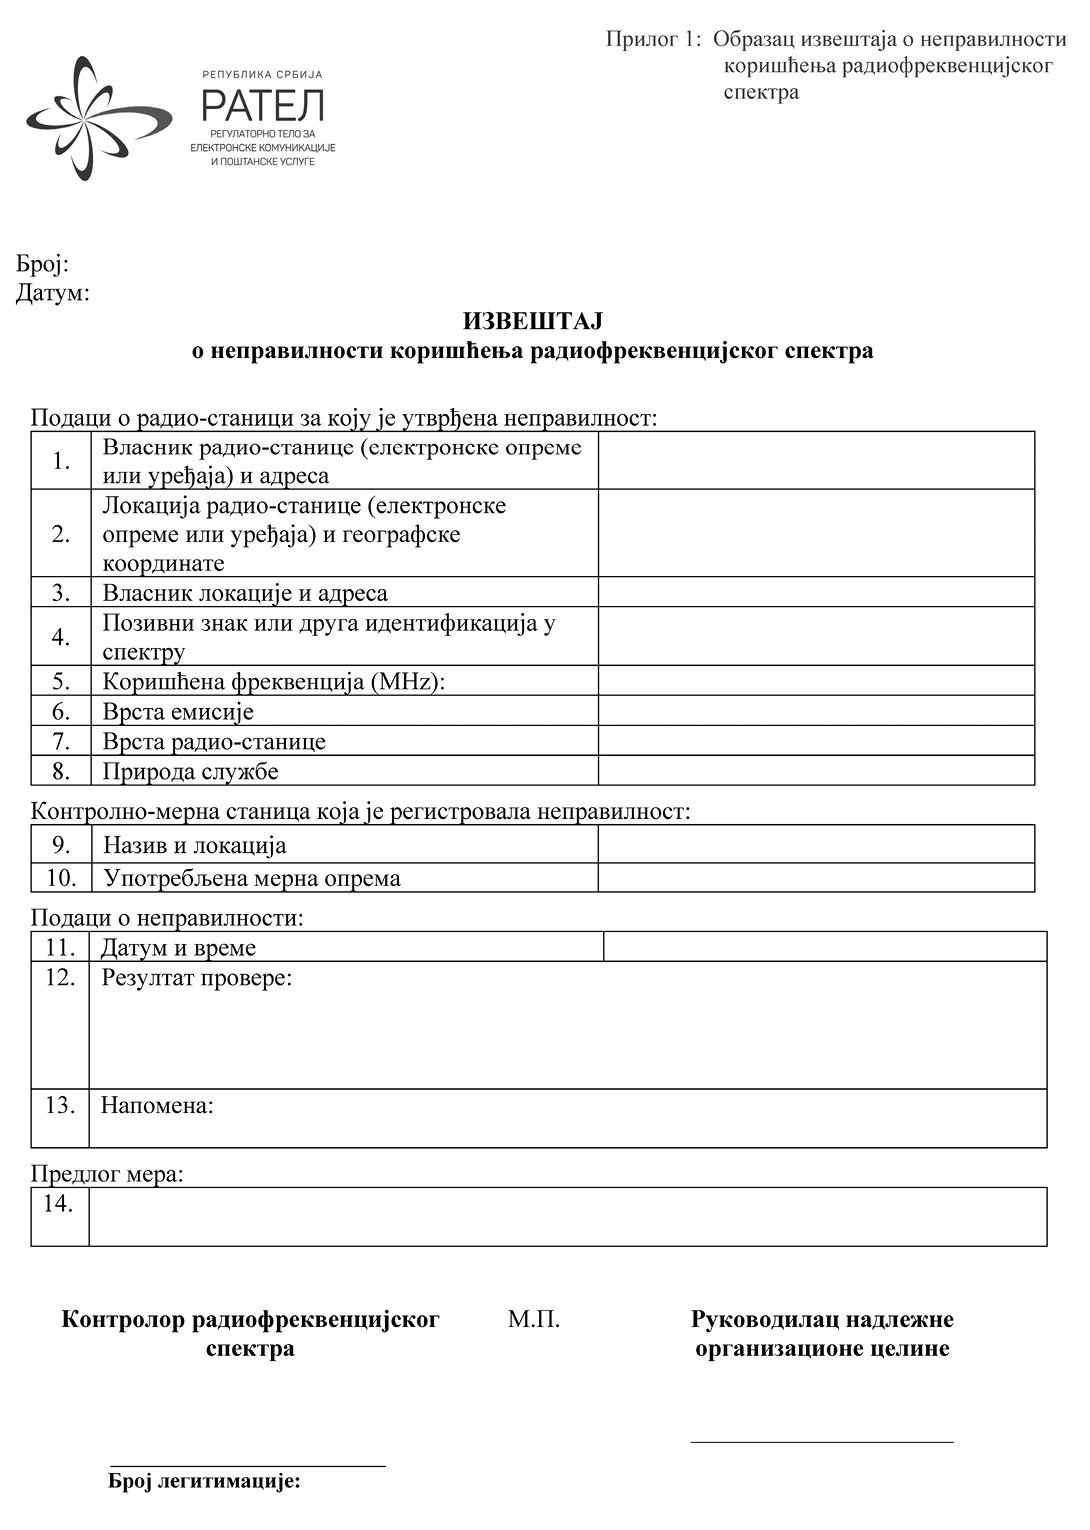 Прилог 1: Образац извештаја о неправилности
коришћења радиофреквенцијског
спектра
РЕПУБЛИКА СРБИЈА
РАТЕЛ
РЕГУЛАТОРНО ТЕЛО ЗА
ЕЛЕКТРОНСКЕ КОМУНИКАЦИЈЕ
И ПОШТАНСКЕ УСЛУГЕ
Број:
Датум:
ИЗВЕШТАЈ
о неправилности коришћења радиофреквенцијског спектра
Подаци о радио-станици за коју је утврђена неправилност:
1. Власник радио-станице (електронске опреме
или уређаја) и адреса
2. Локација радио-станице (електронске
опреме или уређаја) и географске
координате
3. Власник локације и адреса
4. Позивни знак или друга идентификација у
спектру
5. Коришћена фреквенција (MHz):
6. Врста емисије
7. Врста радио-станице
8. Природа службе
Контролно-мерна станица која је регистровала неправилност:
9. Назив и локација
10. Употребљена мерна опрема
Подаци о неправилности:
11. Датум и време
12. Резултат провере:
13. Напомена:
Предлог мера:
14.
Контролор радиофреквенцијског М.П. Руководилац надлежне
спектра организационе целине
Број легитимације: